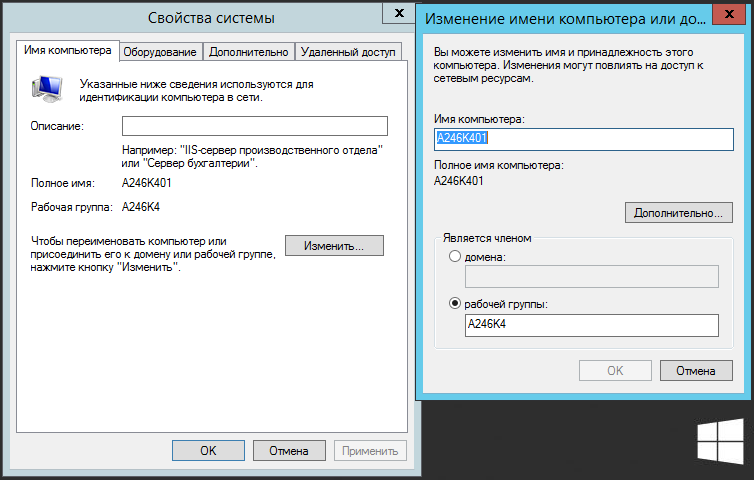 Свойства системы
x
Имя компьютера
Оборудование
Дополнительно
Удаленный доступ
Указанные ниже сведения используются для
идентификации компьютера в сети.
Описание:
Например: "IIS-сервер производственного отдела"
или "Сервер бухгалтерии".
Полное имя: A246K401
Рабочая группа: A246K4
Чтобы переименовать компьютер или
присоединить его к домену или рабочей группе,
нажмите кнопку "Изменить".
Изменить...
OK
Отмена
Применить
Изменение имени компьютера или до...
x
Вы можете изменить имя и принадлежность этого
компьютера. Изменения могут повлиять на доступ к
сетевым ресурсам.
Имя компьютера:
A246K401
Полное имя компьютера:
A246K401
Дополнительно...
Является членом
домена:
рабочей группы:
A246K4
OK
Отмена